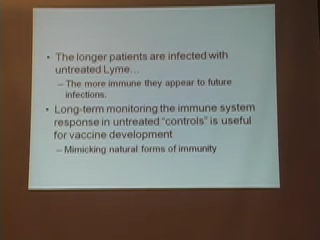 • The longer patients are infected with
untreated Lyme...
– The more immune they appear to future
infections.
• Long-term monitoring the immune system
response in untreated "controls" is useful
for vaccine development
– Mimicking natural forms of immunity